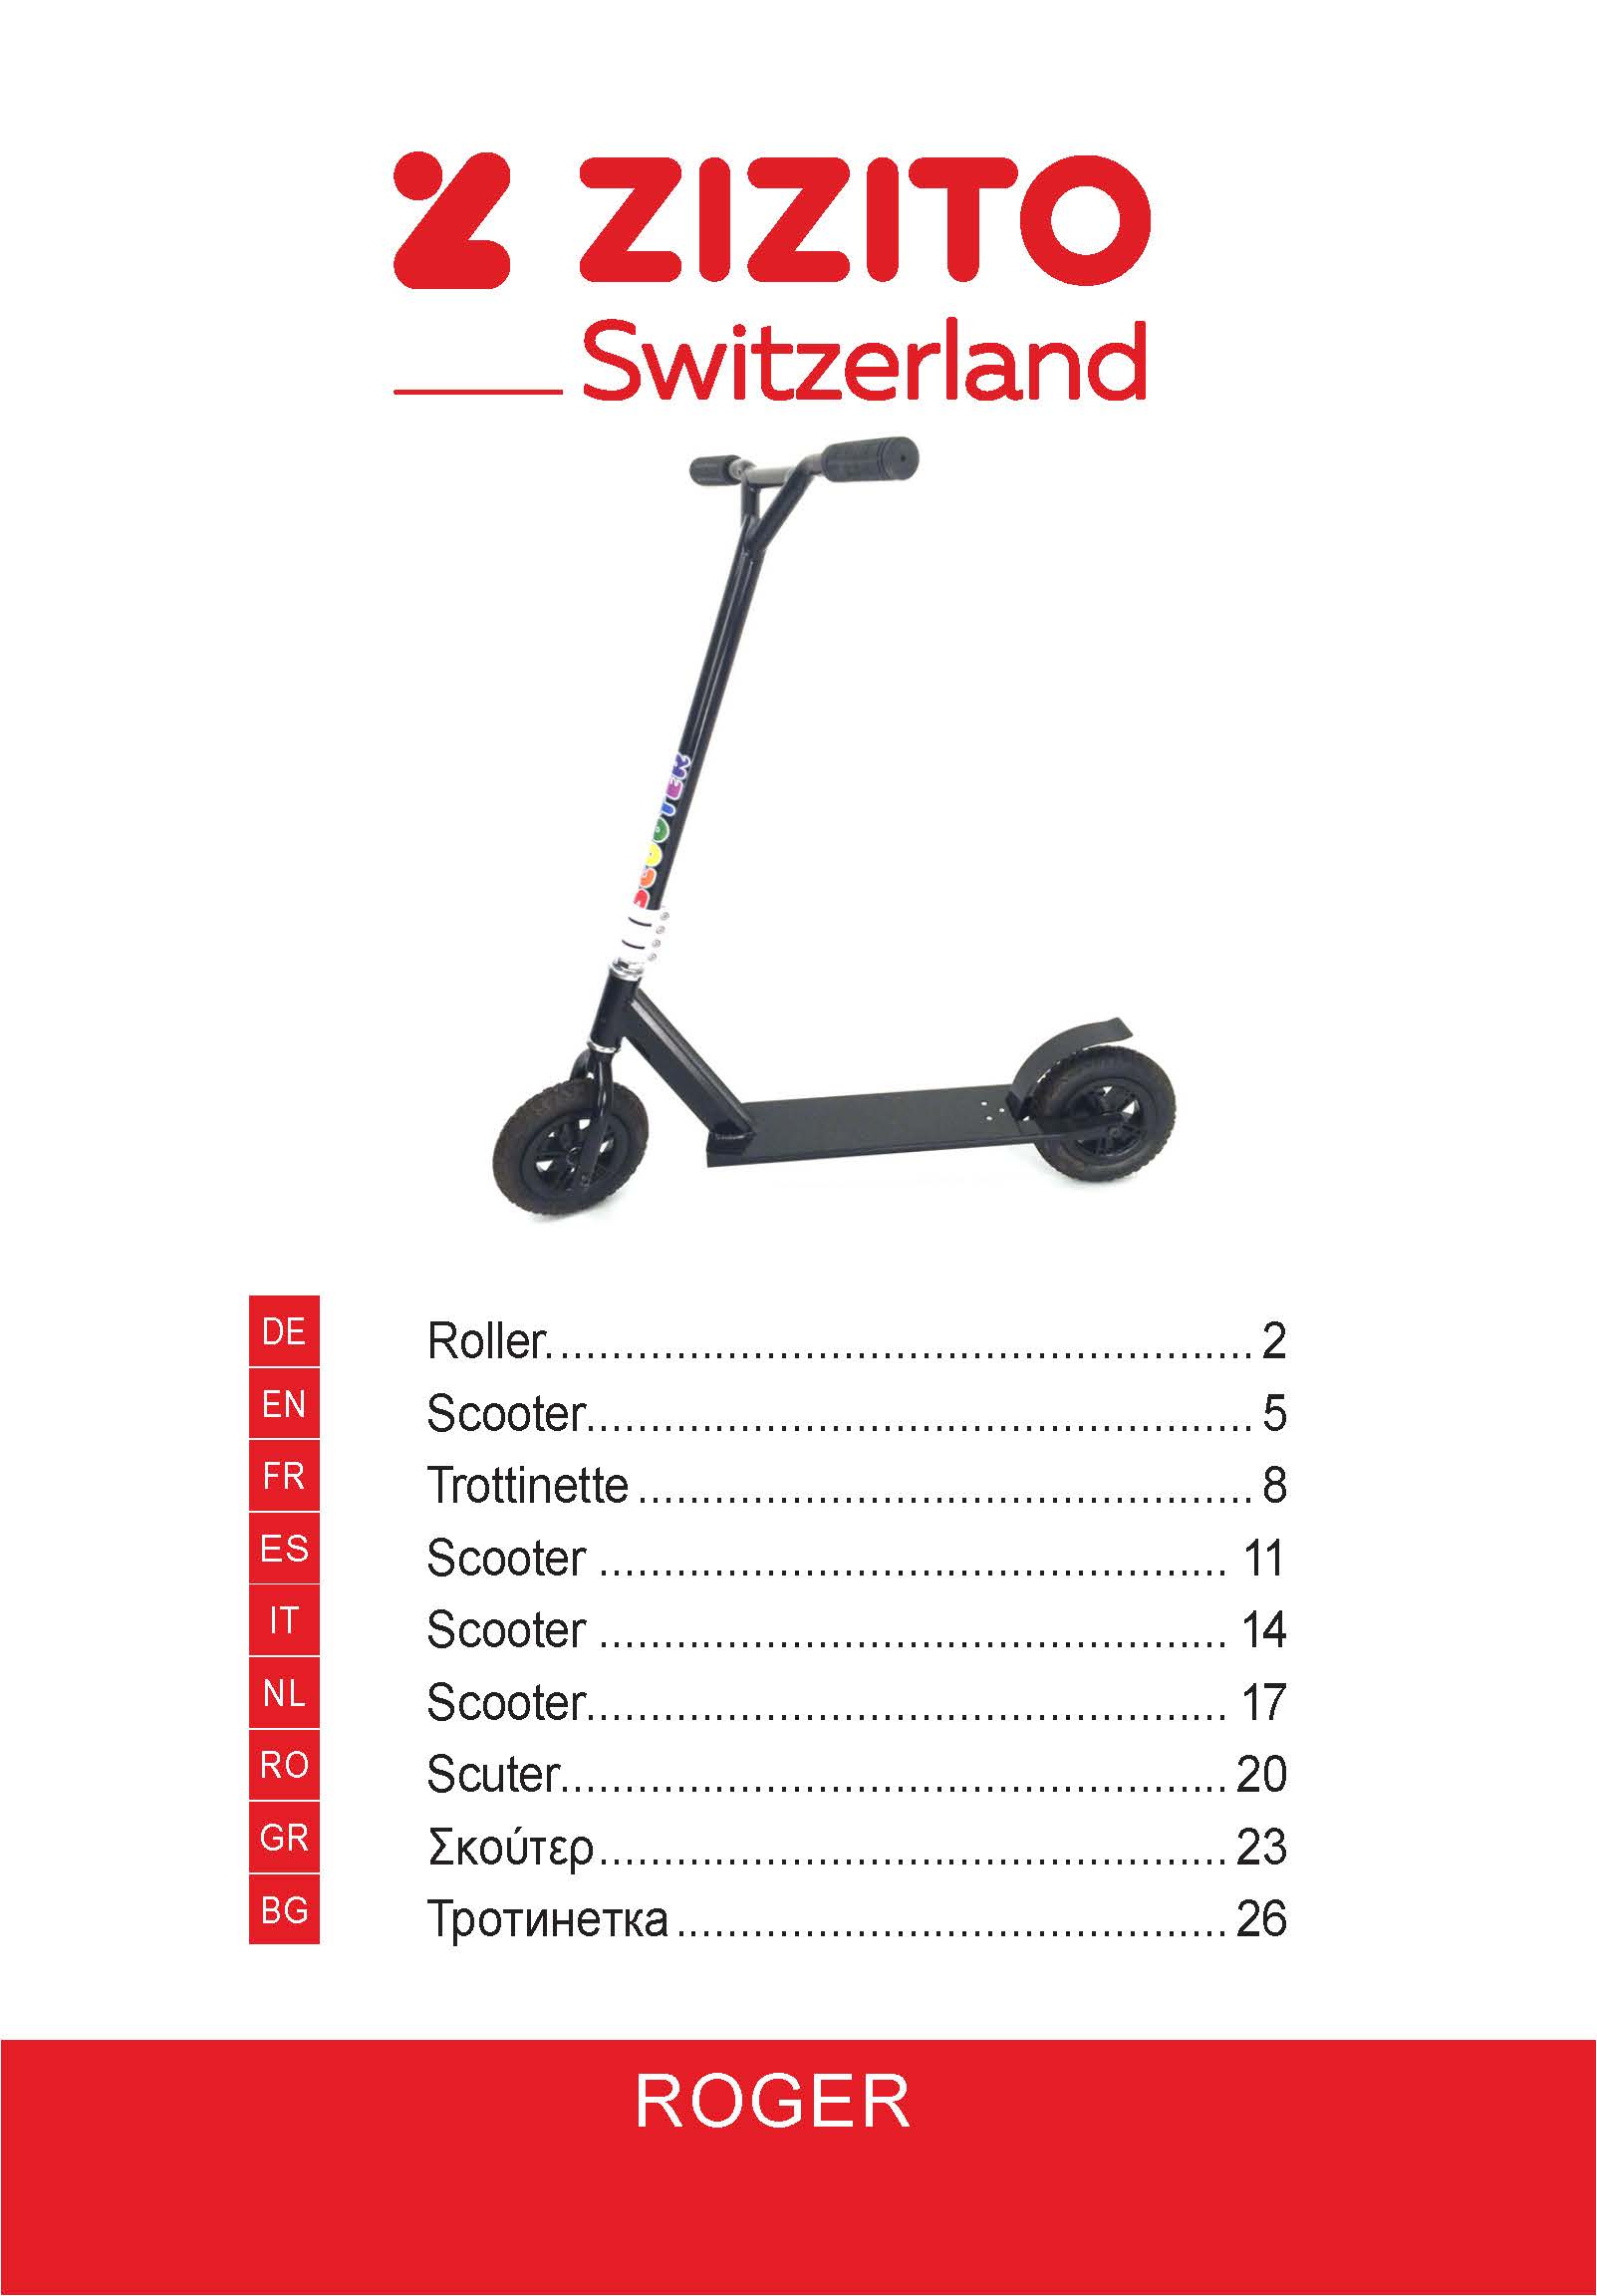 ZIZITO
Switzerland
SCOOTER
DE Roller....................................................... 2
EN Scooter.................................................... 5
FR Trottinette ................................................ 8
ES Scooter ................................................. 11
IT Scooter ................................................. 14
NL Scooter.................................................. 17
RO Scuter.................................................... 20
GR Σκούτερ................................................. 23
BG Тротинетка ........................................... 26
ROGER